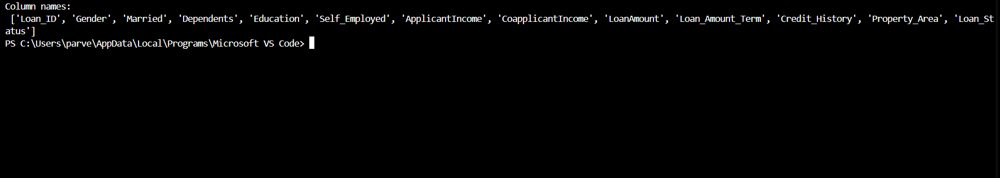 Column names:
 ['Loan_ID', 'Gender', 'Married', 'Dependents', 'Education', 'Self_Employed', 'ApplicantIncome', 'CoapplicantIncome', 'LoanAmount', 'Loan_Amount_Term', 'Credit_History', 'Property_Area', 'Loan_St
atus']
PS C:\Users\parve\AppData\Local\Programs\Microsoft VS Code>